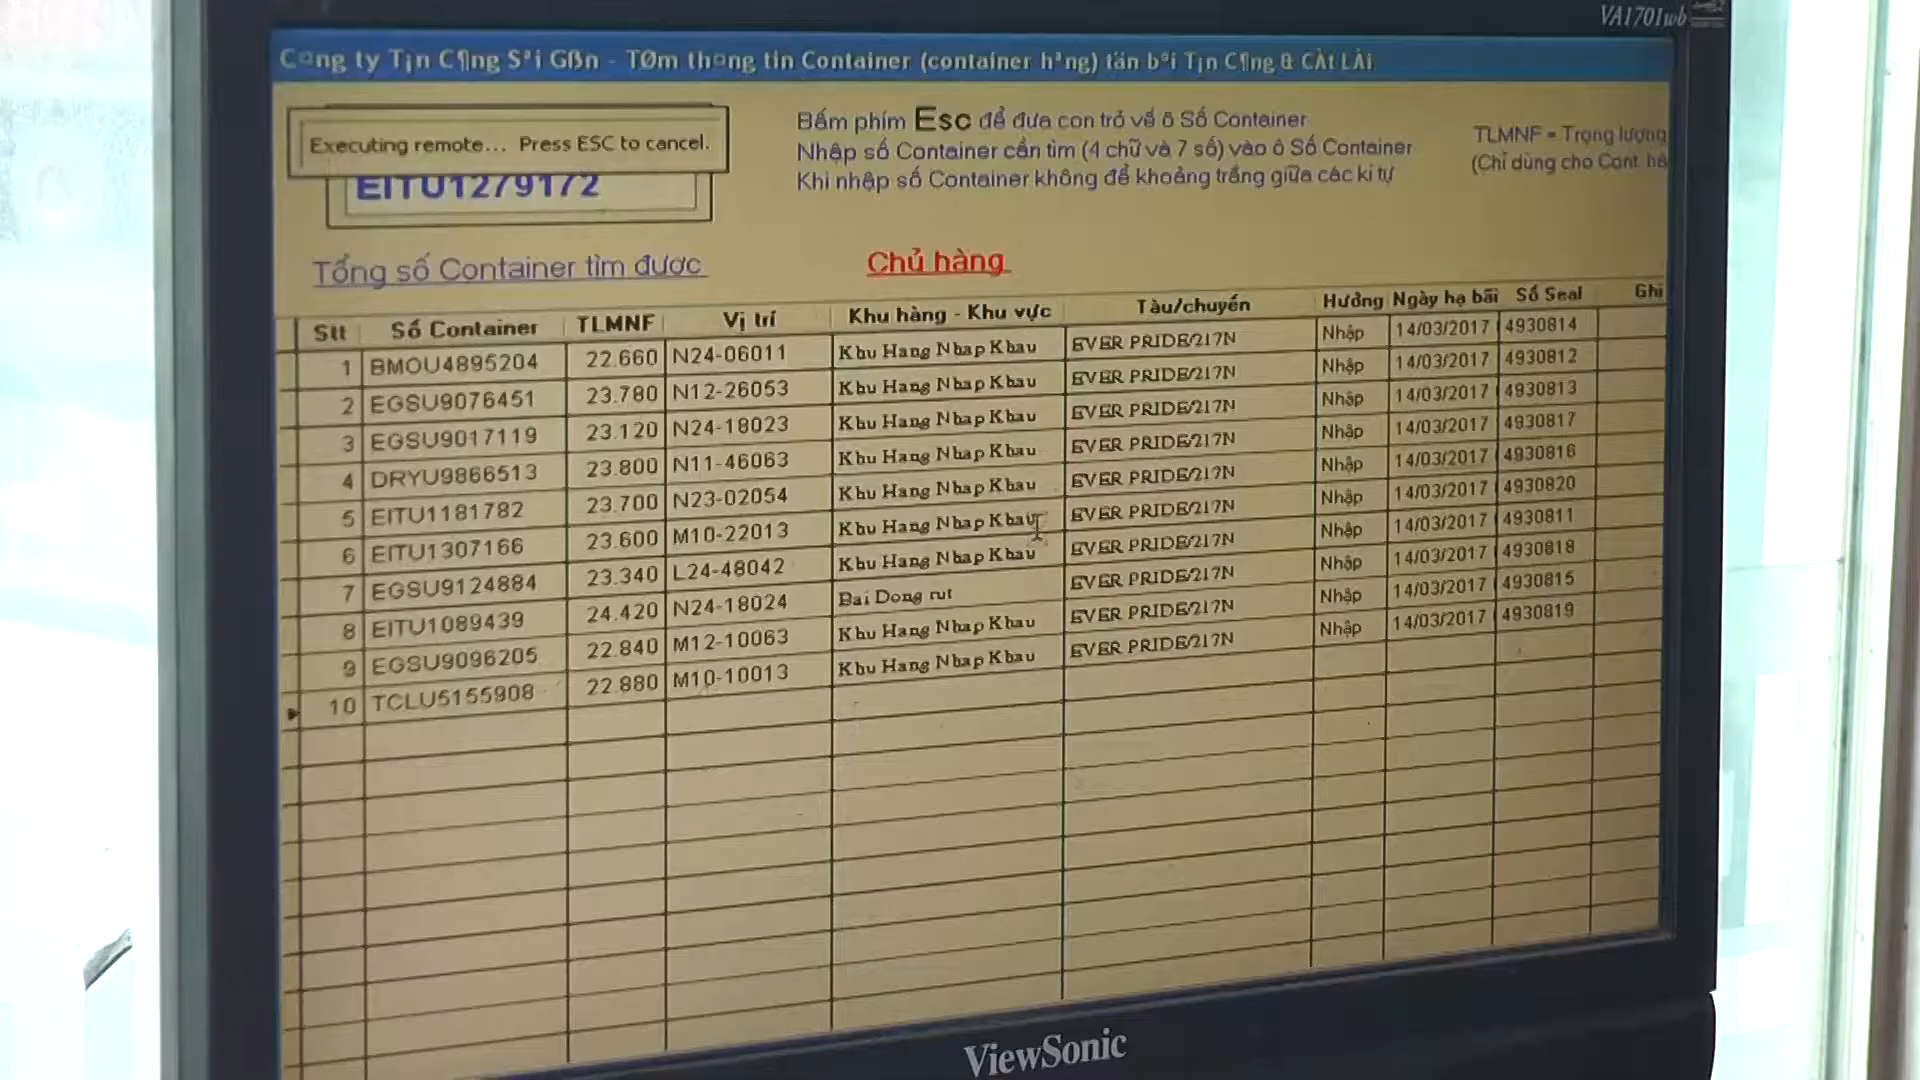 VA1701wb
C¤ng ty T¡n C¶ng Sªi Gßn - TØm th¤ng tin Container (container hªng) tån bªi T¡n C¶ng & CÀt LÀi
Executing remote... Press ESC to cancel.
EITU1279172
Bấm phím Esc để đưa con trỏ về ô Số Container
Nhập số Container cần tìm (4 chữ và 7 số) vào ô Số Container
Khi nhập số Container không để khoảng trắng giữa các kí tự
TLMNF = Trọng lượng
(Chỉ dùng cho Cont. hà
Tổng số Container tìm được
Chủ hàng
Stt Số Container TLMNF Vị trí Khu hàng - Khu vực Tàu/chuyến Hướng Ngày hạ bãi Số Seal Ghi
1 BMOU4895204 22.660 N24-06011 Khu Hang Nhap Khau EVER PRIDE/217N Nhập 14/03/2017 4930814
2 EGSU9076451 23.780 N12-26053 Khu Hang Nhap Khau EVER PRIDE/217N Nhập 14/03/2017 4930812
3 EGSU9017119 23.120 N24-18023 Khu Hang Nhap Khau EVER PRIDE/217N Nhập 14/03/2017 4930813
4 DRYU9866513 23.800 N11-46063 Khu Hang Nhap Khau EVER PRIDE/217N Nhập 14/03/2017 4930817
5 EITU1181782 23.700 N23-02054 Khu Hang Nhap Khau EVER PRIDE/217N Nhập 14/03/2017 4930816
6 EITU1307166 23.600 M10-22013 Khu Hang Nhap Khau EVER PRIDE/217N Nhập 14/03/2017 4930820
7 EGSU9124884 23.340 L24-48042 Khu Hang Nhap Khau EVER PRIDE/217N Nhập 14/03/2017 4930811
8 EITU1089439 24.420 N24-18024 Bai Dong rut EVER PRIDE/217N Nhập 14/03/2017 4930818
9 EGSU9096205 22.840 M12-10063 Khu Hang Nhap Khau EVER PRIDE/217N Nhập 14/03/2017 4930815
10 TCLU5155908 22.880 M10-10013 Khu Hang Nhap Khau EVER PRIDE/217N Nhập 14/03/2017 4930819
ViewSonic